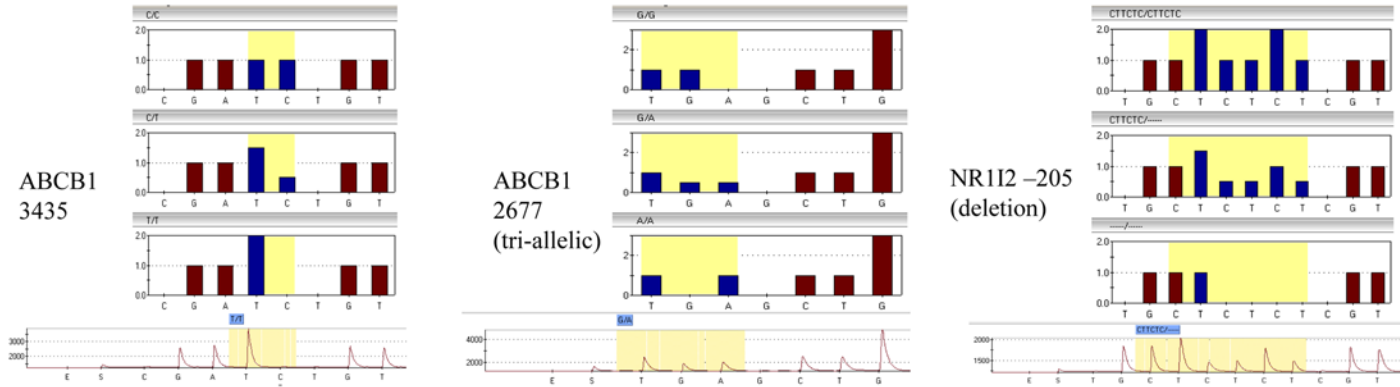 C/C
2.0
1.0
0.0
C G A T C T G T
C/T
2.0
1.0
0.0
C G A T C T G T
T/T
2.0
1.0
0.0
C G A T C T G T
T/T
3000
2000
E S C G A T C T G T
ABCB1
3435
G/G
2
0
T G A G C T G
G/A
2
0
T G A G C T G
A/A
2
0
T G A G C T G
G/A
4000
2000
E S T G A G C T G
ABCB1
2677
(tri-allelic)
CTTCTC/CTTCTC
2.0
1.0
0.0
T G C T C T C T C G T
CTTCTC/------
2.0
1.0
0.0
T G C T C T C T C G T
------/------
2.0
1.0
0.0
T G C T C T C T C G T
CTTCTC/----
2000
1500
E S T G C T C T C T C G T
NR1I2 –205
(deletion)